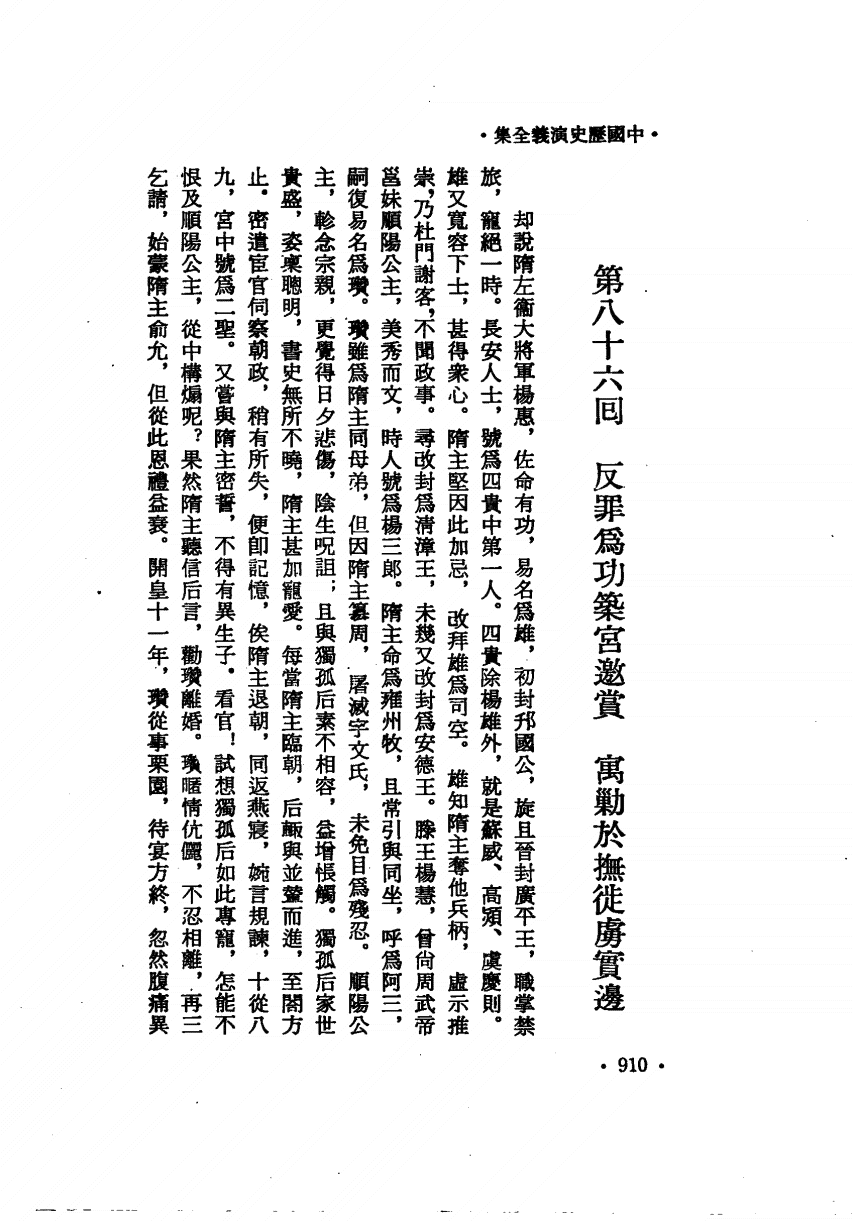 •中國歷史演義全集•
第八十六回　反罪爲功築宮邀賞　寓勦於撫徙虜實邊
却說隋左衞大將軍楊惠，佐命有功，易名爲雄，初封邘國公，旋且晉封廣平王，職掌禁
旅，寵絕一時。長安人士，號爲四貴中第一人。四貴除楊雄外，就是蘇威、高熲、虞慶則。
雄又寬容下士，甚得衆心。隋主堅因此加忌，改拜雄爲司空。雄知隋主奪他兵柄，虛示推
崇，乃杜門謝客，不聞政事。尋改封爲清漳王，未幾又改封爲安德王。滕王楊慧，曾尙周武帝
邕妹順陽公主，美秀而文，時人號爲楊三郎。隋主命爲雍州牧，且常引與同坐，呼爲阿三，
嗣復易名爲瓚。瓚雖爲隋主同母弟，但因隋主篡周，屠滅宇文氏，未免目爲殘忍。順陽公
主，軫念宗親，更覺得日夕悲傷，陰生呪詛；且與獨孤后素不相容，益增悵觸。獨孤后家世
貴盛，姿稟聰明，書史無所不曉，隋主甚加寵愛。每當隋主臨朝，后輒與並輦而進，至閤方
止。密遣宦官伺察朝政，稍有所失，便卽記憶，俟隋主退朝，同返燕寢，婉言規諫，十從八
九，宮中號爲二聖。又嘗與隋主密誓，不得有異生子。看官！試想獨孤后如此專寵，怎能不
恨及順陽公主，從中構煽呢？果然隋主聽信后言，勸瓚離婚。瓚暱情伉儷，不忍相離，再三
乞請，始蒙隋主俞允，但從此恩禮益衰。開皇十一年，瓚從事栗園，待宴方終，忽然腹痛異
•910•